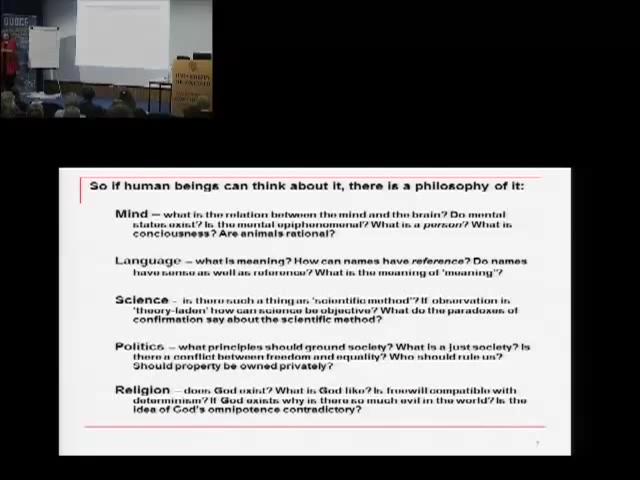 So if human beings can think about it, there is a philosophy of it:
Mind – what is the relation between the mind and the brain? Do mental
states exist? Is the mental epiphenomenal? What is a person? What is
conciousness? Are animals rational?
Language – what is meaning? How can names have reference? Do names
have sense as well as reference? What is the meaning of 'meaning"?
Science - is there such a thing as 'scientific method'? If observation is
'theory-laden' how can science be objective? What do the paradoxes of
confirmation say about the scientific method?
Politics – what principles should ground society? What is a just society? Is
there a conflict between freedom and equality? Who should rule us?
Should property be owned privately?
Religion – does God exist? What is God like? Is freewill compatible with
determinism? If God exists why is there so much evil in the world? Is the
idea of God's omnipotence contradictory?
7